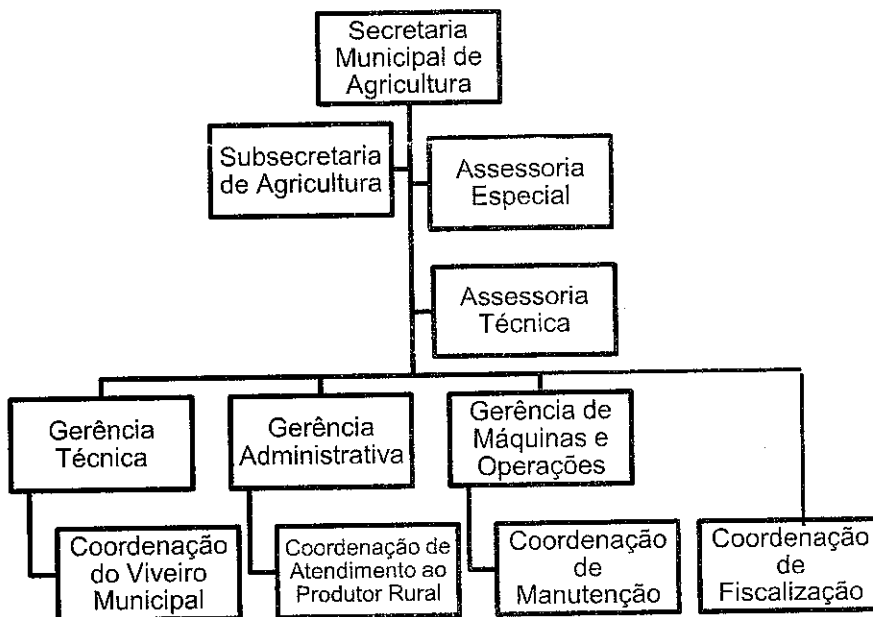 Secretaria
Municipal de
Agricultura
Subsecretaria
de Agricultura
Assessoria
Especial
Assessoria
Técnica
Gerência
Técnica
Gerência
Administrativa
Gerência de
Máquinas e
Operações
Coordenação
do Viveiro
Municipal
Coordenação de
Atendimento ao
Produtor Rural
Coordenação
de
Manutenção
Coordenação
de
Fiscalização